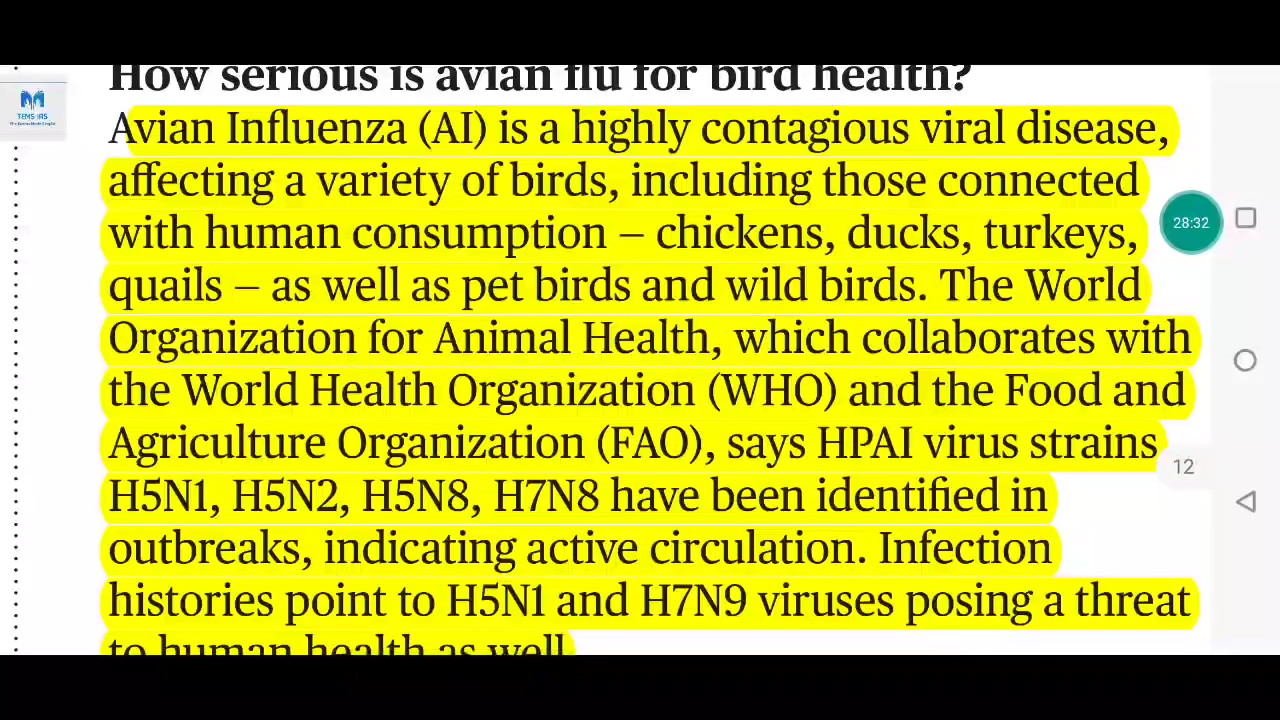 How serious is avian flu for bird health?
Avian Influenza (AI) is a highly contagious viral disease,
affecting a variety of birds, including those connected
with human consumption – chickens, ducks, turkeys,
quails – as well as pet birds and wild birds. The World
Organization for Animal Health, which collaborates with
the World Health Organization (WHO) and the Food and
Agriculture Organization (FAO), says HPAI virus strains
H5N1, H5N2, H5N8, H7N8 have been identified in
outbreaks, indicating active circulation. Infection
histories point to H5N1 and H7N9 viruses posing a threat
to human health as well
28:32
12